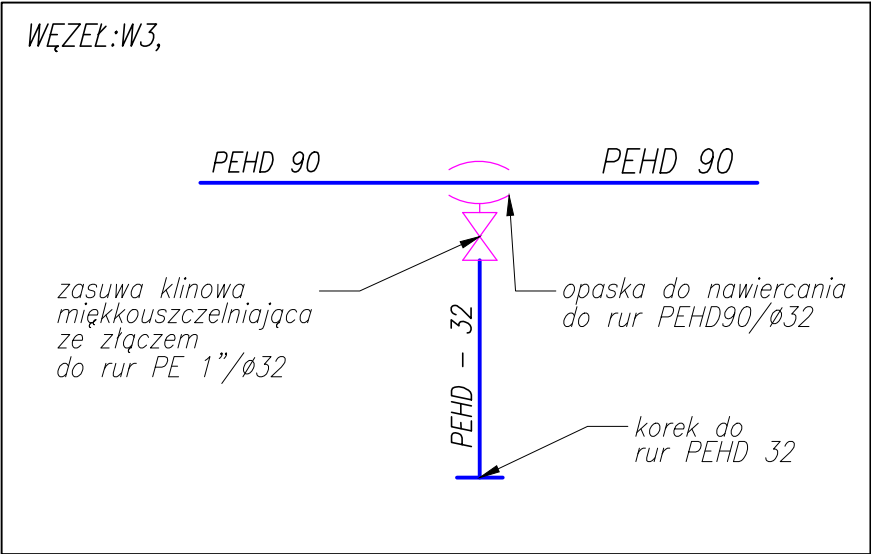 WĘZEŁ:W3,
PEHD 90
PEHD 90
zasuwa klinowa
miękkouszczelniająca
ze złączem
do rur PE 1"/ø32
opaska do nawiercania
do rur PEHD90/ø32
PEHD - 32
korek do
rur PEHD 32